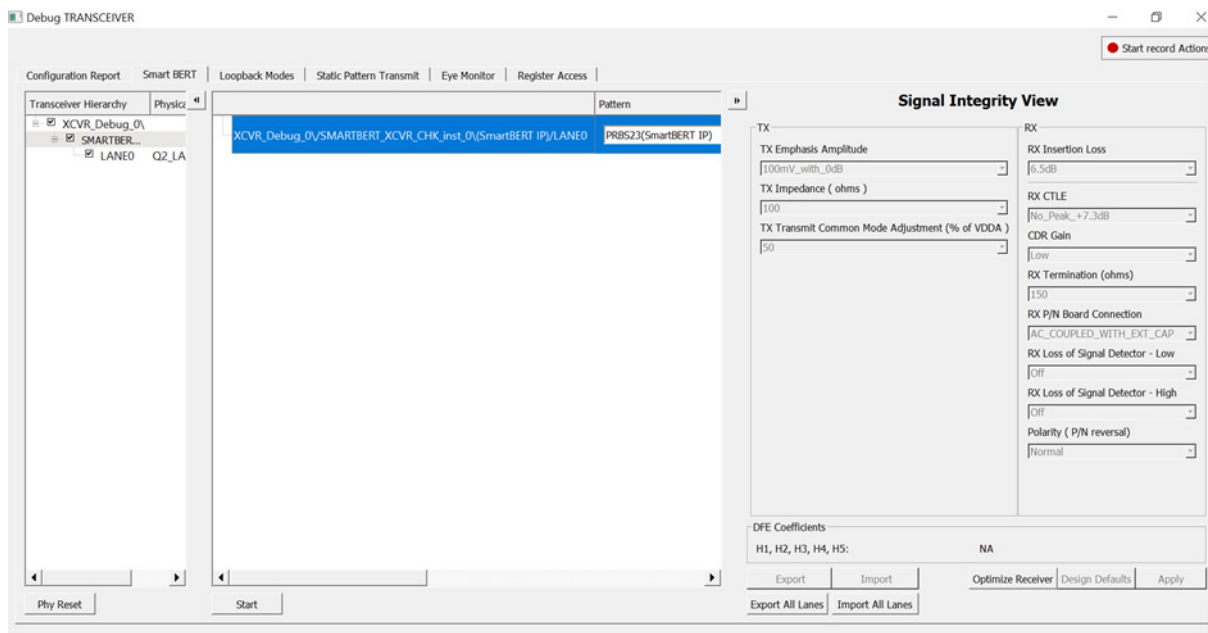 Debug TRANSCEIVER
Start record Actions
Configuration Report
Smart BERT
Loopback Modes
Static Pattern Transmit
Eye Monitor
Register Access
Transceiver Hierarchy
Physica
XCVR_Debug_0\
SMARTBER...
LANE0 Q2_LA
Pattern
XCVR_Debug_0\/SMARTBERT_XCVR_CHK_inst_0\(SmartBERT IP)/LANE0
PRBS23(SmartBERT IP)
Phy Reset
Start
Signal Integrity View
TX
TX Emphasis Amplitude
100mV_with_0dB
TX Impedance ( ohms )
100
TX Transmit Common Mode Adjustment (% of VDDA )
50
RX
RX Insertion Loss
6.5dB
RX CTLE
No_Peak_+7.3dB
CDR Gain
Low
RX Termination (ohms)
150
RX P/N Board Connection
AC_COUPLED_WITH_EXT_CAP
RX Loss of Signal Detector - Low
Off
RX Loss of Signal Detector - High
Off
Polarity ( P/N reversal)
Normal
DFE Coefficients
H1, H2, H3, H4, H5: NA
Export
Import
Optimize Receiver
Design Defaults
Apply
Export All Lanes
Import All Lanes